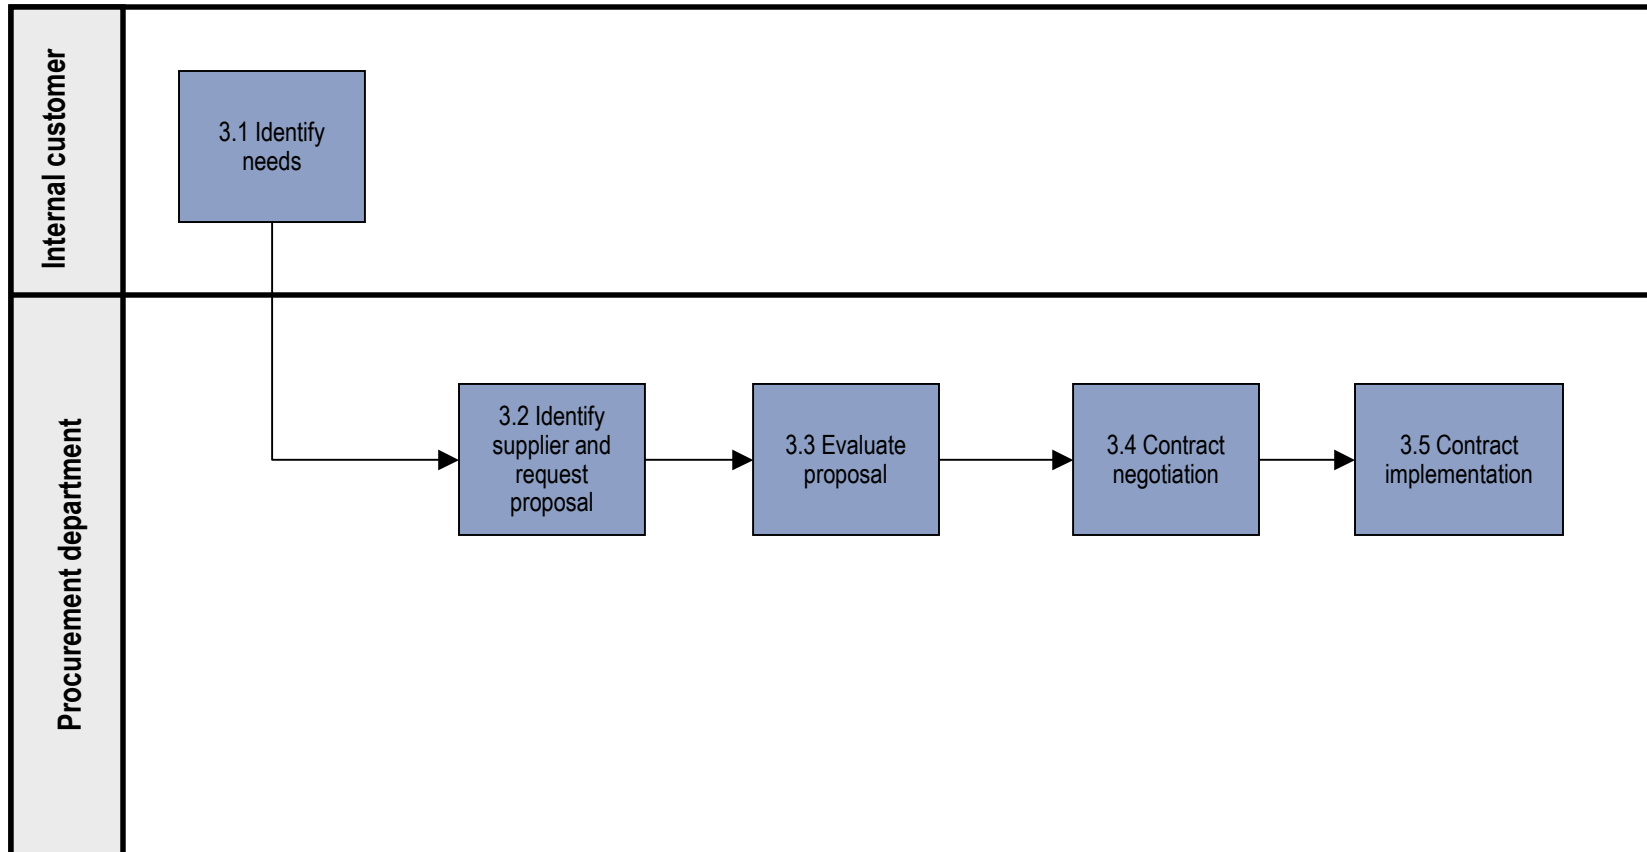 Internal customer
3.1 Identify
needs
Procurement department
3.2 Identify
supplier and
request
proposal
3.3 Evaluate
proposal
3.4 Contract
negotiation
3.5 Contract
implementation